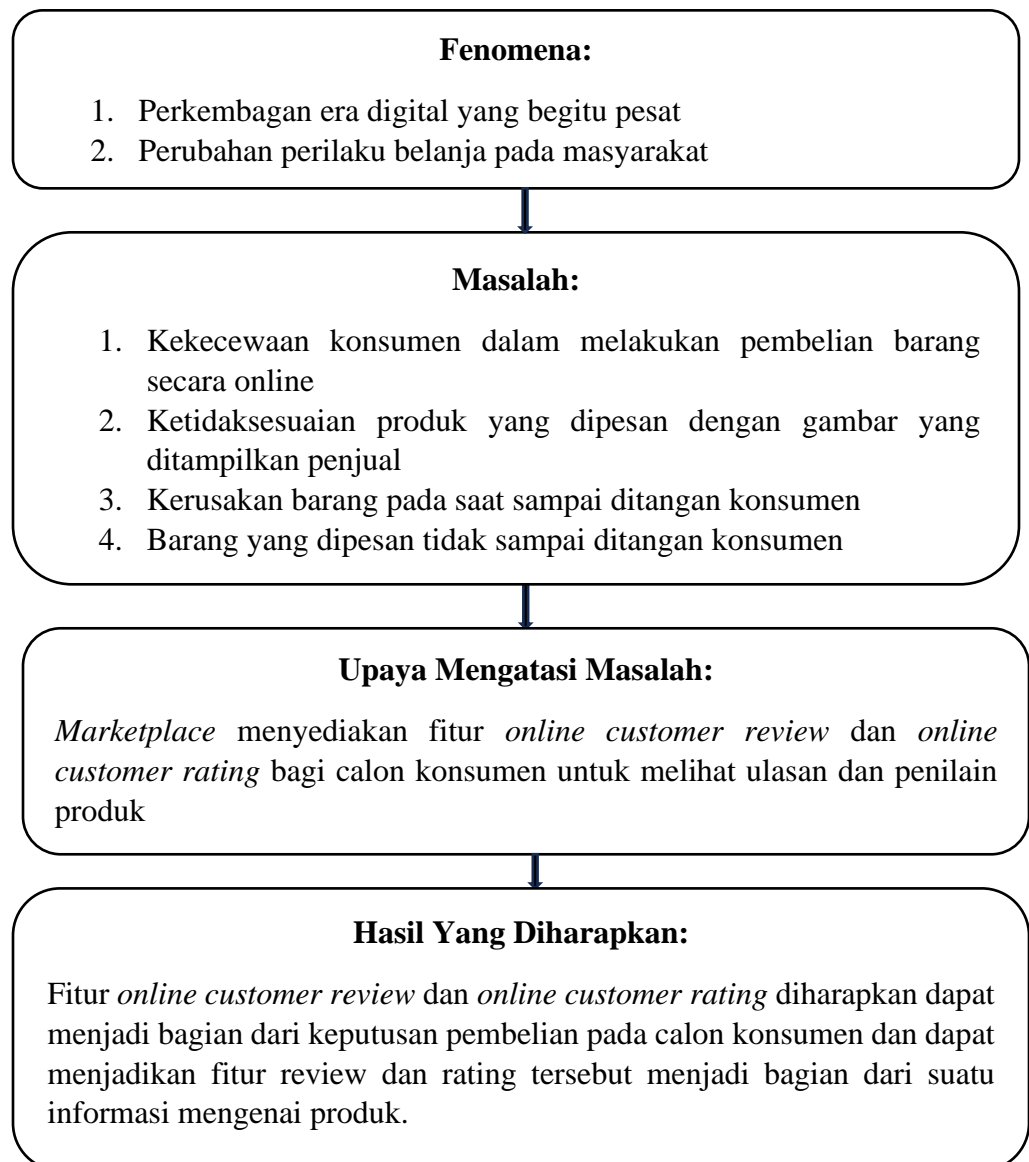 Fenomena:
1. Perkembagan era digital yang begitu pesat
2. Perubahan perilaku belanja pada masyarakat
Masalah:
1. Kekecewaan konsumen dalam melakukan pembelian barang
secara online
2. Ketidaksesuaian produk yang dipesan dengan gambar yang
ditampilkan penjual
3. Kerusakan barang pada saat sampai ditangan konsumen
4. Barang yang dipesan tidak sampai ditangan konsumen
Upaya Mengatasi Masalah:
Marketplace menyediakan fitur online customer review dan online
customer rating bagi calon konsumen untuk melihat ulasan dan penilain
produk
Hasil Yang Diharapkan:
Fitur online customer review dan online customer rating diharapkan dapat
menjadi bagian dari keputusan pembelian pada calon konsumen dan dapat
menjadikan fitur review dan rating tersebut menjadi bagian dari suatu
informasi mengenai produk.